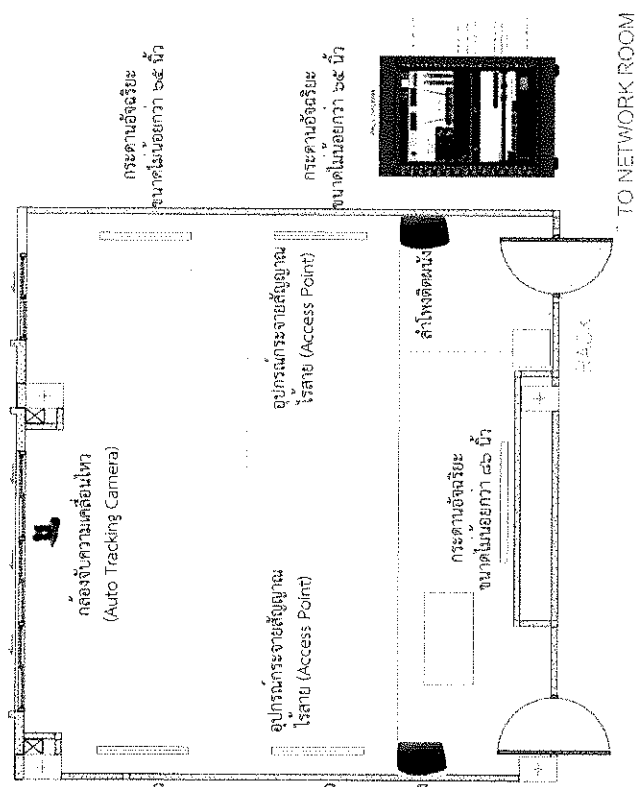 กระดานอัจฉริยะ
ขนาดไม่น้อยกว่า ๖๕ นิ้ว
กระดานอัจฉริยะ
ขนาดไม่น้อยกว่า ๖๕ นิ้ว
TO NETWORK ROOM
กล้องจับความเคลื่อนไหว
(Auto Tracking Camera)
อุปกรณ์กระจายสัญญาณ
ไร้สาย (Access Point)
อุปกรณ์กระจายสัญญาณ
ไร้สาย (Access Point)
ลำโพงติดผนัง
RACK
กระดานอัจฉริยะ
ขนาดไม่น้อยกว่า ๘๖ นิ้ว